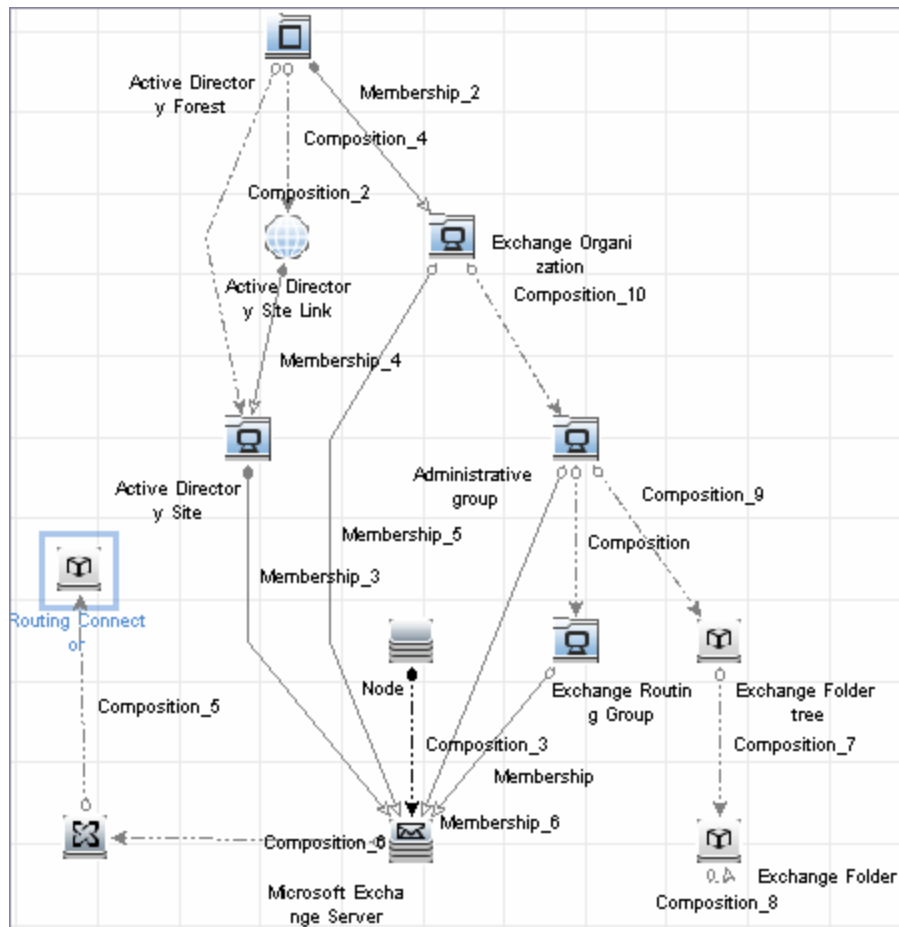 Active Director
y Forest
Membership_2
Composition_4
Composition_2
Active Director
y Site Link
Exchange Organi
zation
Composition_10
Membership_4
Active Director
y Site
Administrative
group
Composition_9
Membership_5
Composition
Membership_3
Routing Connect
or
Node
Exchange Routin
g Group
Exchange Folder
tree
Composition_5
Composition_3
Composition_7
Membership
Membership_6
Composition_6
Microsoft Excha
nge Server
Exchange Folder
Composition_8